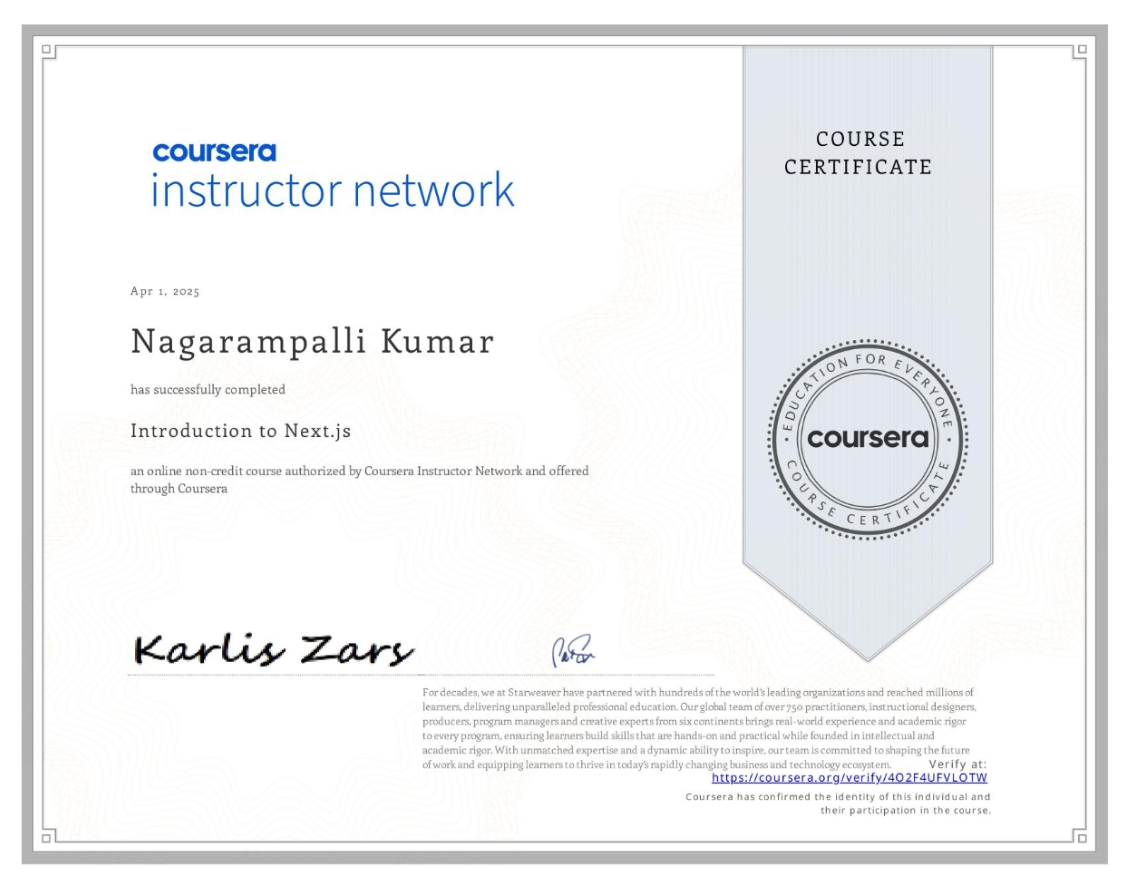 coursera
instructor network
COURSE
CERTIFICATE
Apr 1, 2025
Nagarampalli Kumar
has successfully completed
Introduction to Next.js
an online non-credit course authorized by Coursera Instructor Network and offered
through Coursera
EDUCATION FOR EVERYONE
coursera
COURSE CERTIFICATE
Karlis Zars
For decades, we at Starweaver have partnered with hundreds of the world's leading organizations and reached millions of
learners, delivering unparalleled professional education. Our global team of over 750 practitioners, instructional designers,
producers, program managers and creative experts from six continents brings real-world experience and academic rigor
to every program, ensuring learners build skills that are hands-on and practical while founded in intellectual and
academic rigor. With unmatched expertise and a dynamic ability to inspire, our team is committed to shaping the future
of work and equipping learners to thrive in today's rapidly changing business and technology ecosystem.
Verify at:
https://coursera.org/verify/4O2F4UFVLOTW
Coursera has confirmed the identity of this individual and
their participation in the course.